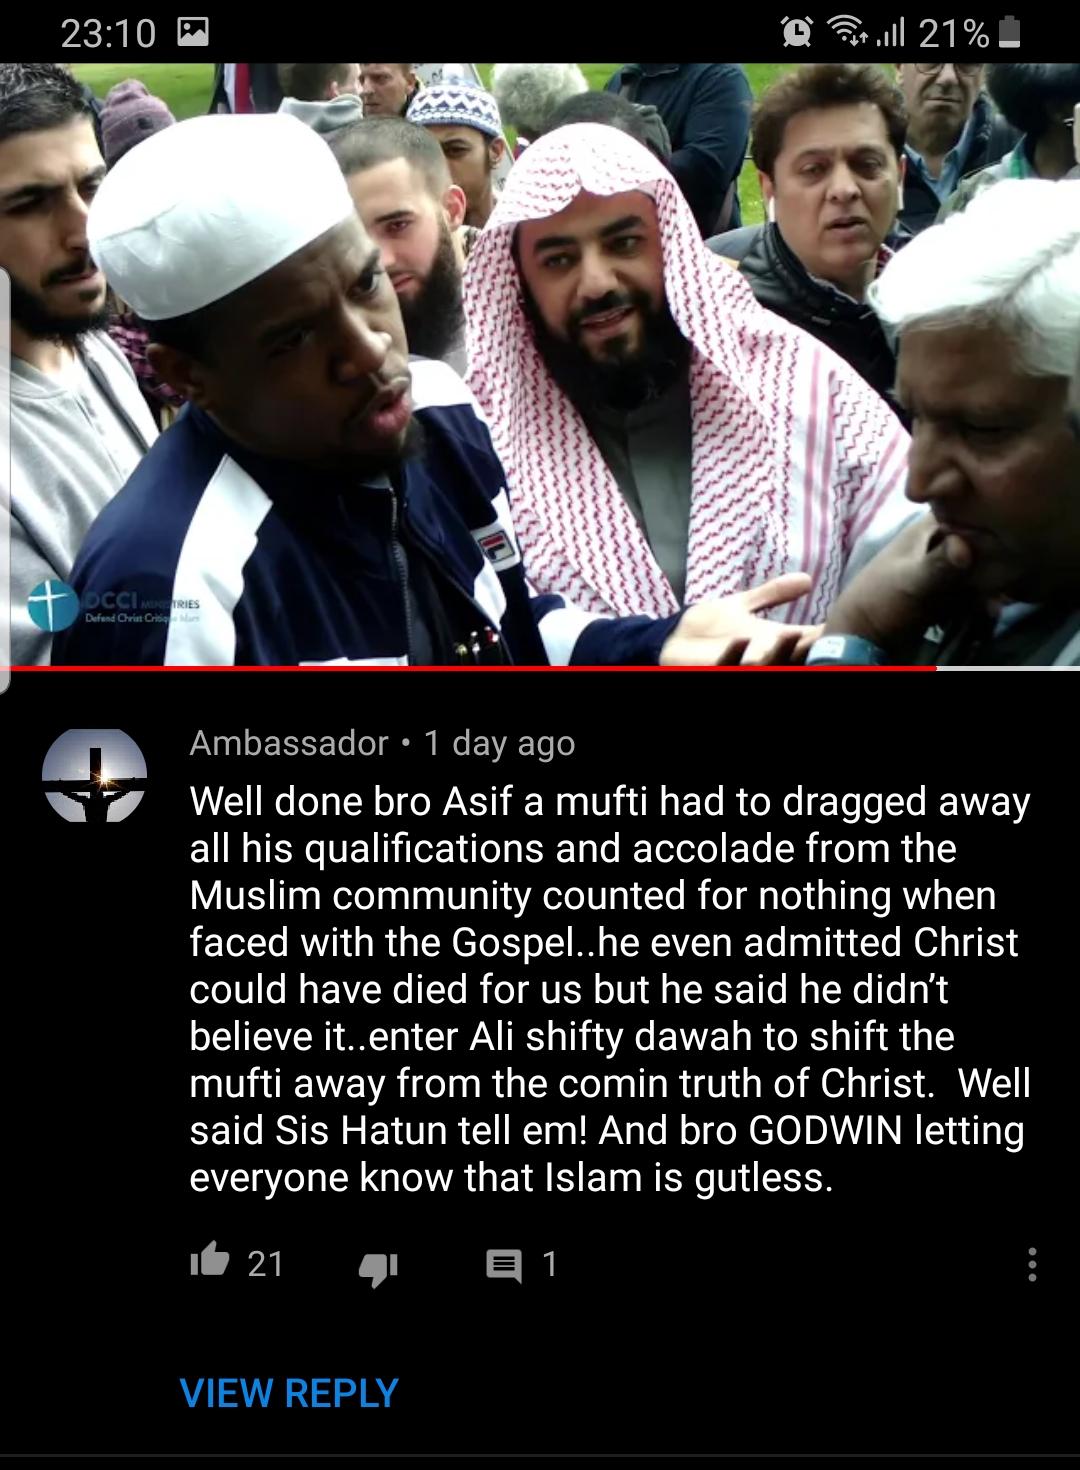 23:10
21%
DCCI MINISTRIES
Defend Christ Critique Islam
FILA
Ambassador • 1 day ago
Well done bro Asif a mufti had to dragged away
all his qualifications and accolade from the
Muslim community counted for nothing when
faced with the Gospel..he even admitted Christ
could have died for us but he said he didn’t
believe it..enter Ali shifty dawah to shift the
mufti away from the comin truth of Christ.  Well
said Sis Hatun tell em! And bro GODWIN letting
everyone know that Islam is gutless.
21
1
VIEW REPLY